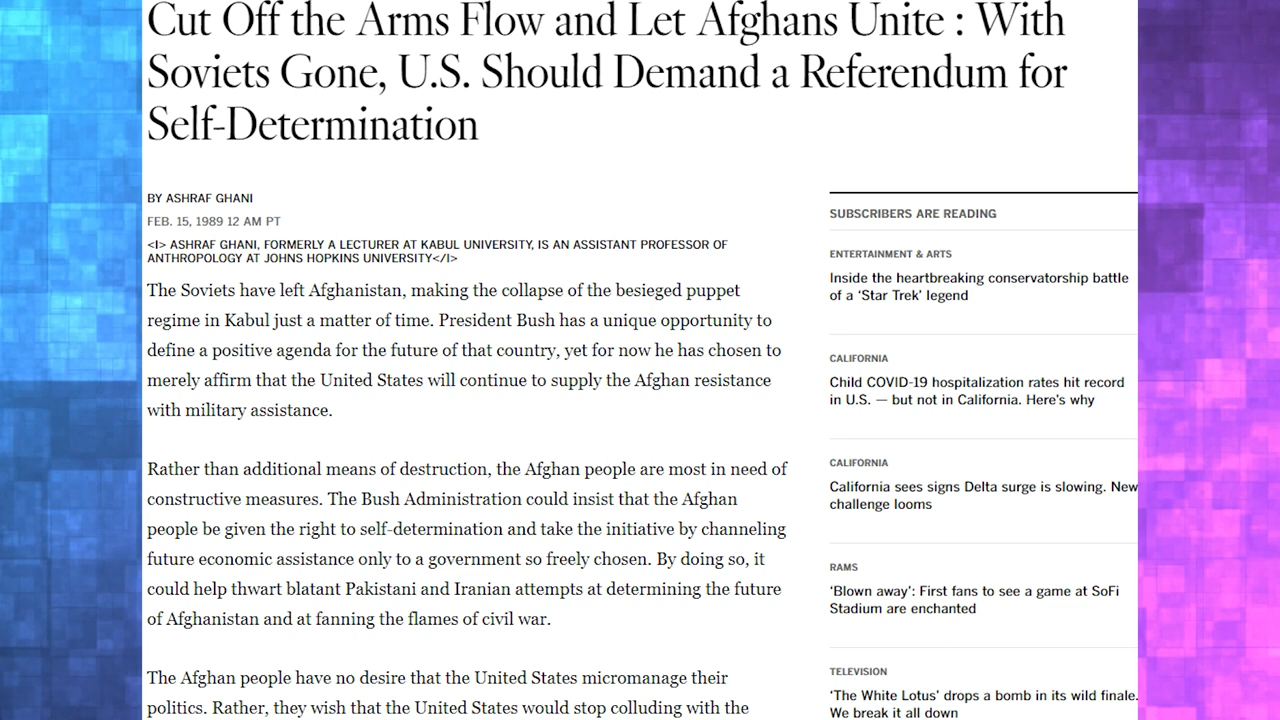 Cut Off the Arms Flow and Let Afghans Unite : With
Soviets Gone, U.S. Should Demand a Referendum for
Self-Determination
BY ASHRAF GHANI
FEB. 15, 1989 12 AM PT
<I> ASHRAF GHANI, FORMERLY A LECTURER AT KABUL UNIVERSITY, IS AN ASSISTANT PROFESSOR OF
ANTHROPOLOGY AT JOHNS HOPKINS UNIVERSITY</I>
The Soviets have left Afghanistan, making the collapse of the besieged puppet
regime in Kabul just a matter of time. President Bush has a unique opportunity to
define a positive agenda for the future of that country, yet for now he has chosen to
merely affirm that the United States will continue to supply the Afghan resistance
with military assistance.
Rather than additional means of destruction, the Afghan people are most in need of
constructive measures. The Bush Administration could insist that the Afghan
people be given the right to self-determination and take the initiative by channeling
future economic assistance only to a government so freely chosen. By doing so, it
could help thwart blatant Pakistani and Iranian attempts at determining the future
of Afghanistan and at fanning the flames of civil war.
The Afghan people have no desire that the United States micromanage their
politics. Rather, they wish that the United States would stop colluding with the
SUBSCRIBERS ARE READING
ENTERTAINMENT & ARTS
Inside the heartbreaking conservatorship battle
of a ‘Star Trek’ legend
CALIFORNIA
Child COVID-19 hospitalization rates hit record
in U.S. — but not in California. Here’s why
CALIFORNIA
California sees signs Delta surge is slowing. New
challenge looms
RAMS
‘Blown away’: First fans to see a game at SoFi
Stadium are enchanted
TELEVISION
‘The White Lotus’ drops a bomb in its wild finale.
We break it all down